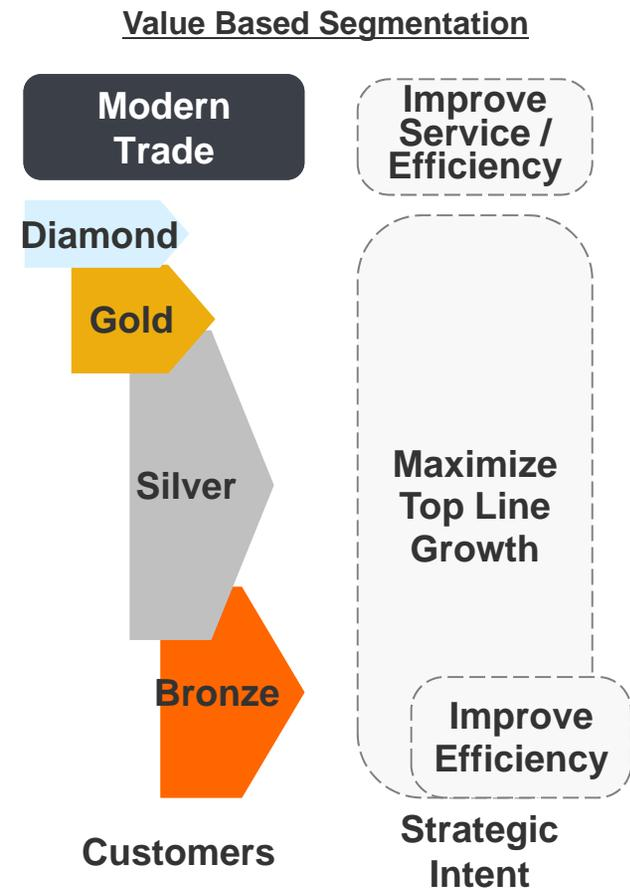 Value Based Segmentation
Modern
Trade
Improve
Service /
Efficiency
Diamond
Gold
Silver
Maximize
Top Line
Growth
Bronze
Improve
Efficiency
Customers
Strategic
Intent